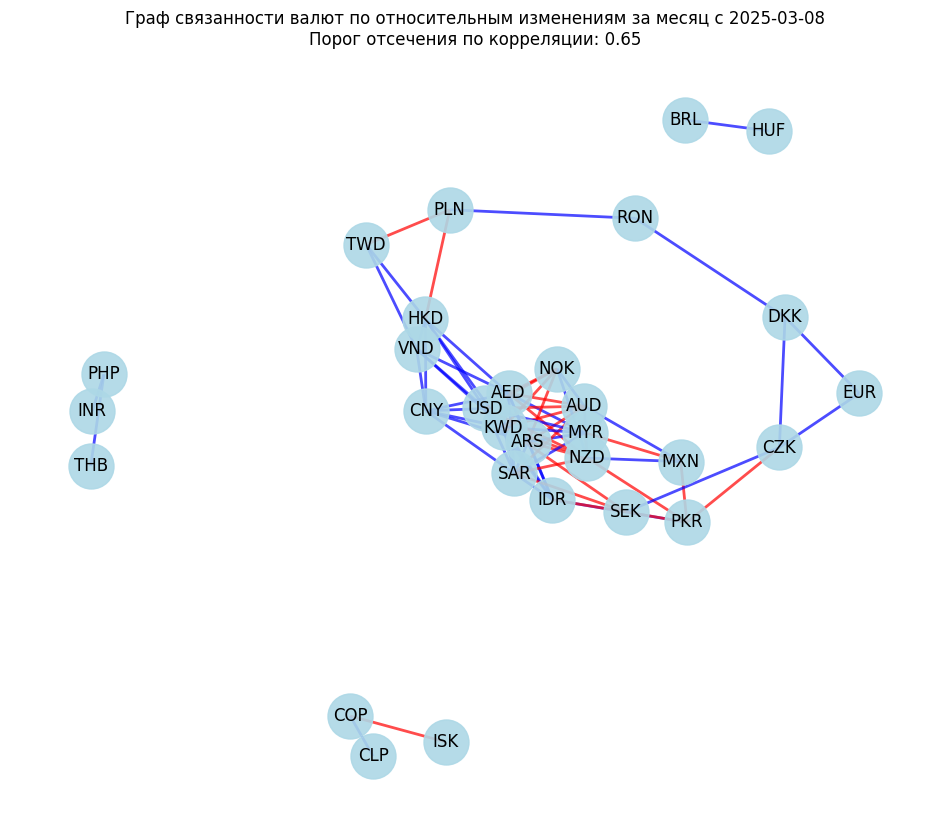 Граф связанности валют по относительным изменениям за месяц с 2025-03-08
Порог отсечения по корреляции: 0.65
BRL
HUF
PLN
RON
TWD
HKD
DKK
VND
NOK
PHP
AED
EUR
INR
CNY
USD
AUD
KWD
MYR
ARS
CZK
THB
SAR
NZD
MXN
IDR
SEK
PKR
COP
ISK
CLP